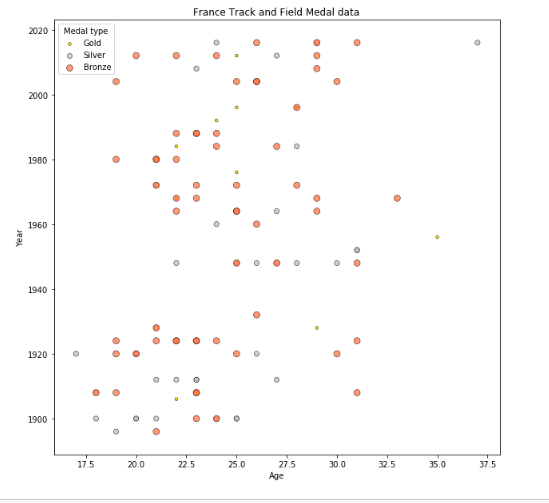 France Track and Field Medal data
Medal type
Gold
Silver
Bronze
2020
2000
1980
1960
1940
1920
1900
Year
17.5 20.0 22.5 25.0 27.5 30.0 32.5 35.0 37.5
Age